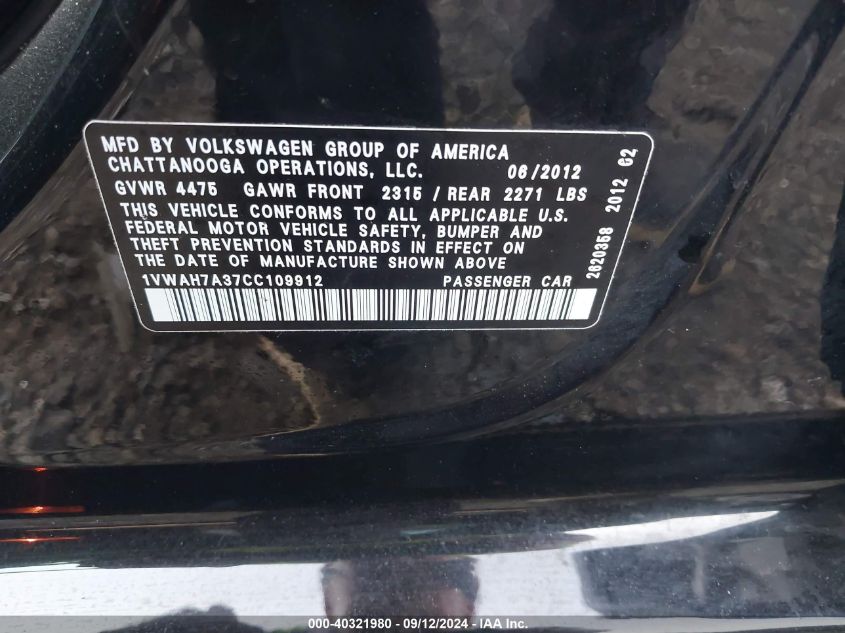 MFD BY VOLKSWAGEN GROUP OF AMERICA
CHATTANOOGA OPERATIONS, LLC. 06/2012
GVWR 4475 GAWR FRONT 2315 / REAR 2271 LBS
THIS VEHICLE CONFORMS TO ALL APPLICABLE U.S.
FEDERAL MOTOR VEHICLE SAFETY, BUMPER AND
THEFT PREVENTION STANDARDS IN EFFECT ON
THE DATE OF MANUFACTURE SHOWN ABOVE
1VWAH7A37CC109912 PASSENGER CAR
2620358 2012 02
000-40321980 - 09/12/2024 - IAA Inc.